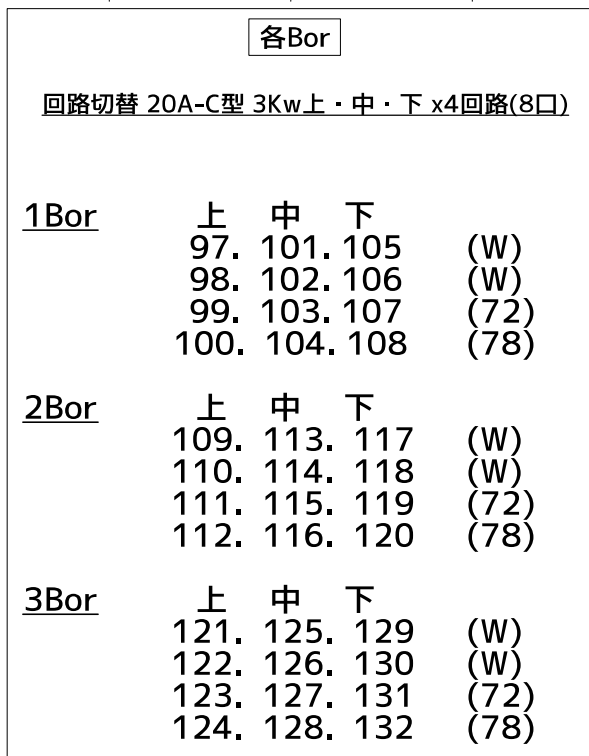 各Bor
回路切替 20A-C型 3Kw上・中・下 x4回路(8口)
1Bor 上 中 下
97. 101. 105 (W)
98. 102. 106 (W)
99. 103. 107 (72)
100. 104. 108 (78)
2Bor 上 中 下
109. 113. 117 (W)
110. 114. 118 (W)
111. 115. 119 (72)
112. 116. 120 (78)
3Bor 上 中 下
121. 125. 129 (W)
122. 126. 130 (W)
123. 127. 131 (72)
124. 128. 132 (78)